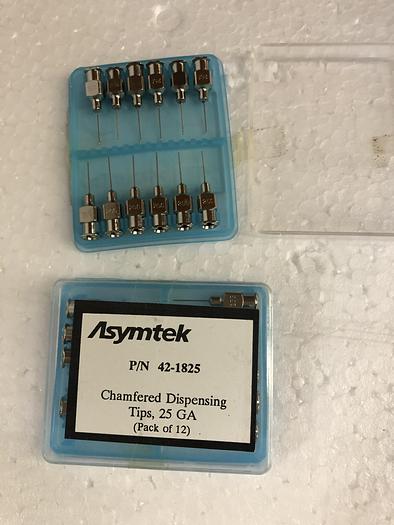 Asymtek
P/N 42-1825
Chamfered Dispensing
Tips, 25 GA
(Pack of 12)